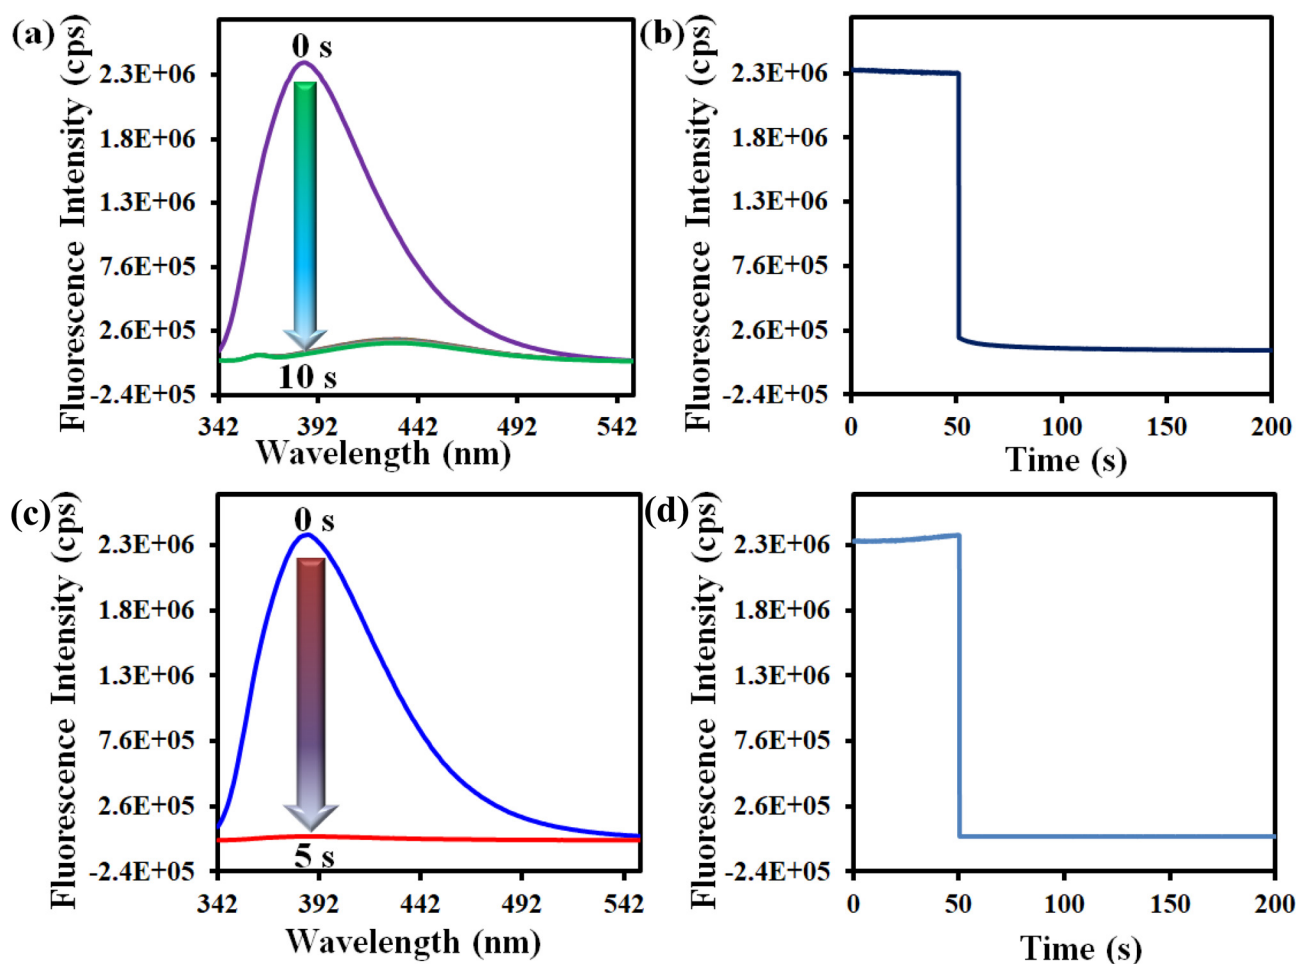 (a)
Fluorescence Intensity (cps)
2.3E+06
1.8E+06
1.3E+06
7.6E+05
2.6E+05
-2.4E+05
0 s
10 s
342 392 442 492 542
Wavelength (nm)
(b)
Fluorescence Intensity (cps)
2.3E+06
1.8E+06
1.3E+06
7.6E+05
2.6E+05
-2.4E+05
0 50 100 150 200
Time (s)
(c)
Fluorescence Intensity (cps)
2.3E+06
1.8E+06
1.3E+06
7.6E+05
2.6E+05
-2.4E+05
0 s
5 s
342 392 442 492 542
Wavelength (nm)
(d)
Fluorescence Intensity (cps)
2.3E+06
1.8E+06
1.3E+06
7.6E+05
2.6E+05
-2.4E+05
0 50 100 150 200
Time (s)